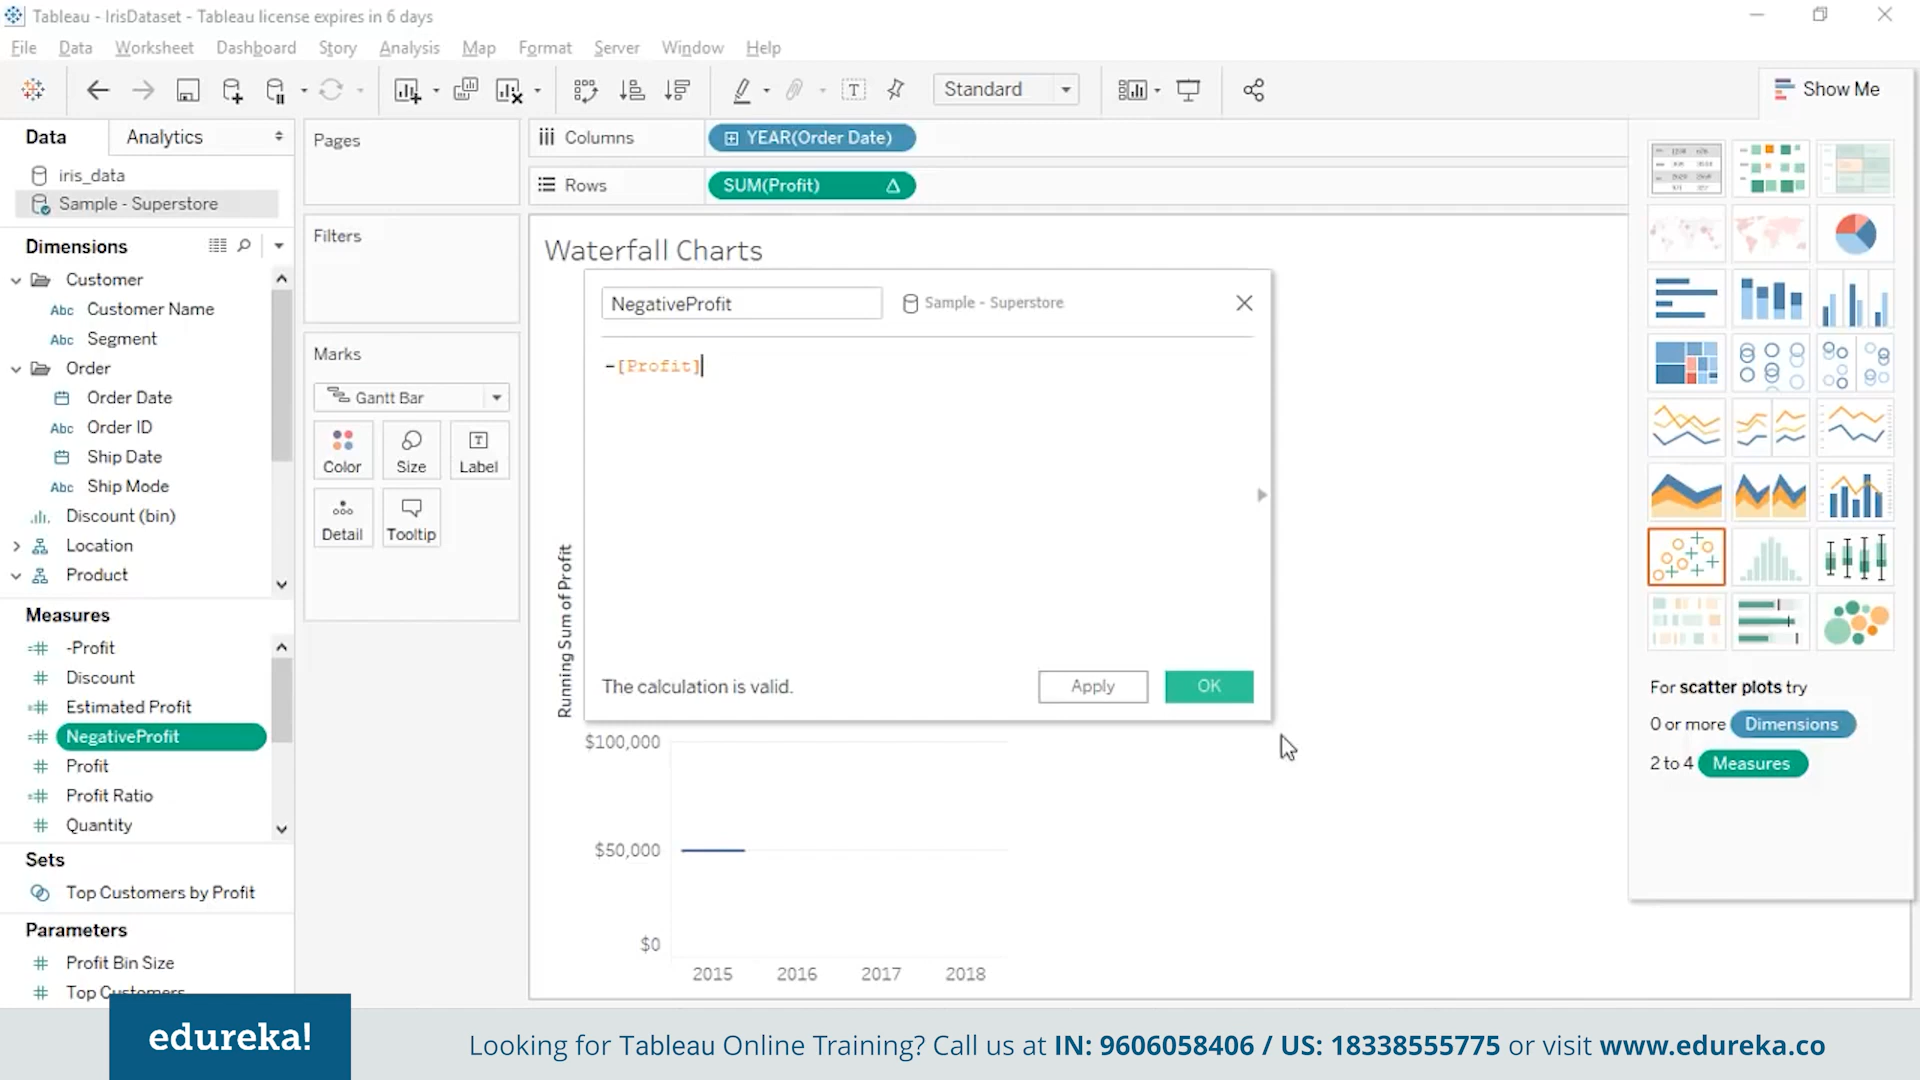 Tableau - IrisDataset - Tableau license expires in 6 days
File Data Worksheet Dashboard Story Analysis Map Format Server Window Help
Standard
Show Me
Data Analytics
iris_data
Sample - Superstore
Dimensions
Customer
Abc Customer Name
Abc Segment
Order
Order Date
Abc Order ID
Ship Date
Abc Ship Mode
Discount (bin)
Location
Product
Measures
-Profit
Discount
Estimated Profit
NegativeProfit
Profit
Profit Ratio
Quantity
Sets
Top Customers by Profit
Parameters
Profit Bin Size
Top Customers
Pages
Filters
Marks
Gantt Bar
Color Size Label
Detail Tooltip
Columns YEAR(Order Date)
Rows SUM(Profit)
Waterfall Charts
NegativeProfit Sample - Superstore
-[Profit]
The calculation is valid. Apply OK
Running Sum of Profit
$100,000
$50,000
$0
2015 2016 2017 2018
For scatter plots try
0 or more Dimensions
2 to 4 Measures
edureka!
Looking for Tableau Online Training? Call us at IN: 9606058406 / US: 18338555775 or visit www.edureka.co